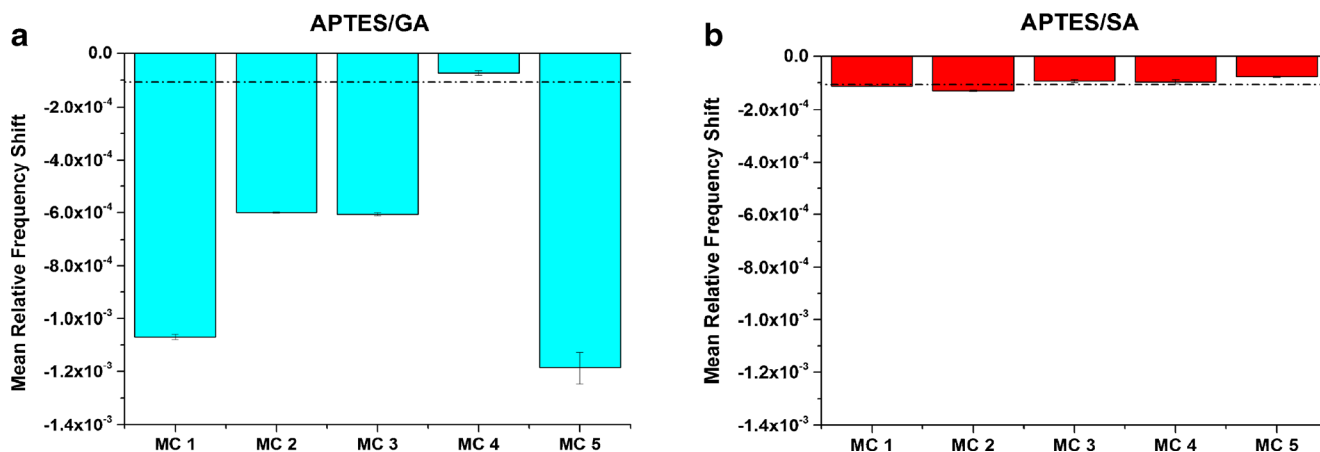 a
APTES/GA
Mean Relative Frequency Shift
0.0
-2.0x10⁻⁴
-4.0x10⁻⁴
-6.0x10⁻⁴
-8.0x10⁻⁴
-1.0x10⁻³
-1.2x10⁻³
-1.4x10⁻³
MC 1 MC 2 MC 3 MC 4 MC 5
b
APTES/SA
Mean Relative Frequency Shift
0.0
-2.0x10⁻⁴
-4.0x10⁻⁴
-6.0x10⁻⁴
-8.0x10⁻⁴
-1.0x10⁻³
-1.2x10⁻³
-1.4x10⁻³
MC 1 MC 2 MC 3 MC 4 MC 5